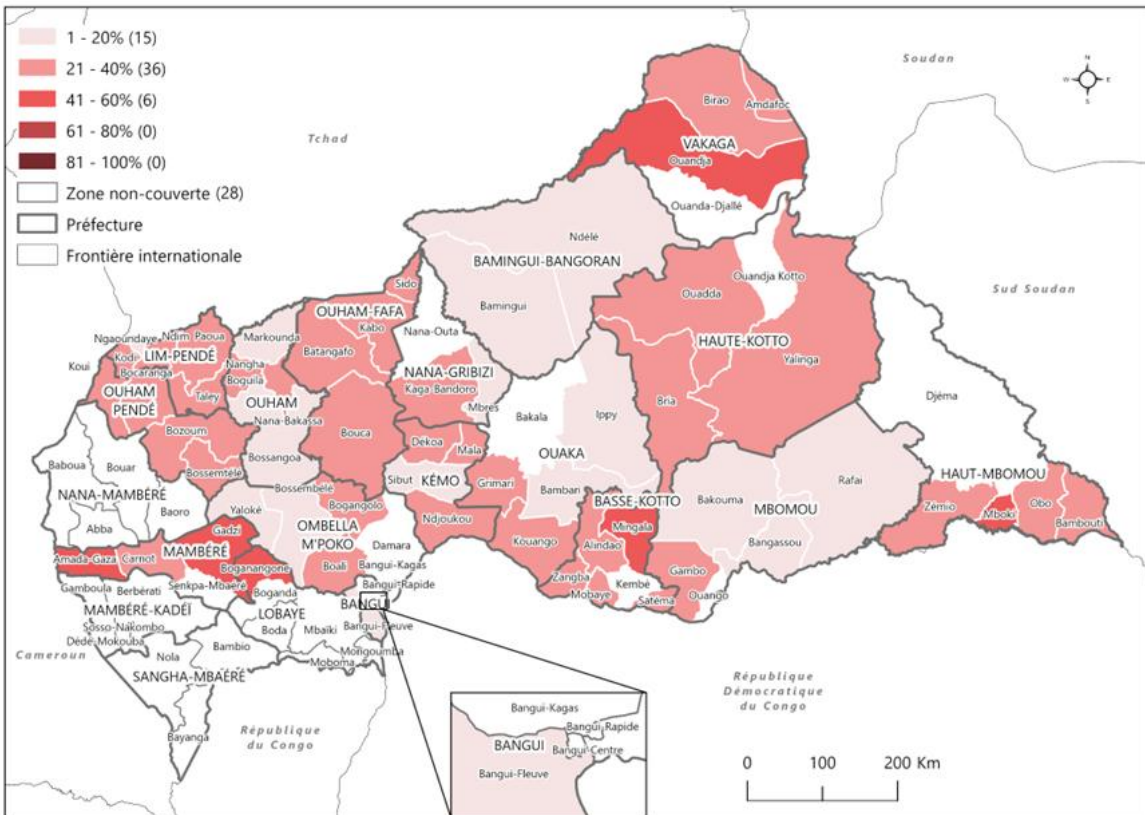 1 - 20% (15)
21 - 40% (36)
41 - 60% (6)
61 - 80% (0)
81 - 100% (0)
Zone non-couverte (28)
Préfecture
Frontière internationale
Tchad
Soudan
Sud Soudan
N
W
E
S
Birao
Amdafoc
VAKAGA
Ouandja
Ouanda-Djallé
Ndélé
BAMINGUI-BANGORAN
Bamingui
Ouandja Kotto
Ouadda
HAUTE-KOTTO
Yalinga
Bria
Sido
OUHAM-FAFA
Kabo
Batangafo
Nana-Outa
NANA-GRIBIZI
Kaga Bandoro
Mbres
Markounda
Ngaoundaye
Ndim
Paoua
Kodi
LIM-PENDÉ
Koui
Bocaranga
Nangha
Boquila
OUHAM
PENDÉ
Taley
OUHAM
Nana-Bakassa
Bouca
Bozoum
Bossangoa
Bossemtélé
Bossembélé
Dekoa
Mala
Sibut
KÉMO
Grimari
Ndjoukou
Bakala
Ippy
OUAKA
Bambari
Kouango
Djéma
Rafai
Bakouma
MBOMOU
Bangassou
HAUT-MBOMOU
Zémio
Mboki
Obo
Bambouti
BASSE-KOTTO
Mingala
Alindao
Zangba
Mobaye
Kembé
Satéma
Gambo
Ouango
Baboua
Bouar
NANA-MAMBÉRÉ
Baoro
Abba
Yaloké
Bogangolo
OMBELLA
M'POKO
Damara
Boali
Bangui-Kagas
Bangui-Rapide
BANGUI
Bangui-Fleuve
Gadzi
MAMBÉRÉ
Amada-Gaza
Carnot
Boganangone
Senkpa-Mbaéré
Boganda
Gamboula
Berbérati
MAMBÉRÉ-KADÉÏ
Sosso-Nakombo
Dédé-Mokouba
LOBAYE
Boda
Mbaïki
Mongoumba
Moboma
Nola
Bambio
SANGHA-MBAÉRÉ
Bayanga
Cameroun
République
du Congo
République
Démocratique
du Congo
Bangui-Kagas
Bangui Rapide
BANGUI
Bangui-Centre
Bangui-Fleuve
0 100 200 Km